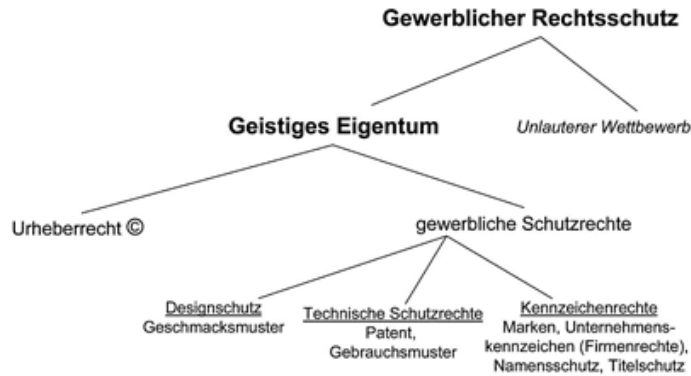 Gewerblicher Rechtsschutz
Geistiges Eigentum
Unlauterer Wettbewerb
Urheberrecht ©
gewerbliche Schutzrechte
Designschutz
Geschmacksmuster
Technische Schutzrechte
Patent,
Gebrauchsmuster
Kennzeichenrechte
Marken, Unternehmens-
kennzeichen (Firmenrechte),
Namensschutz, Titelschutz